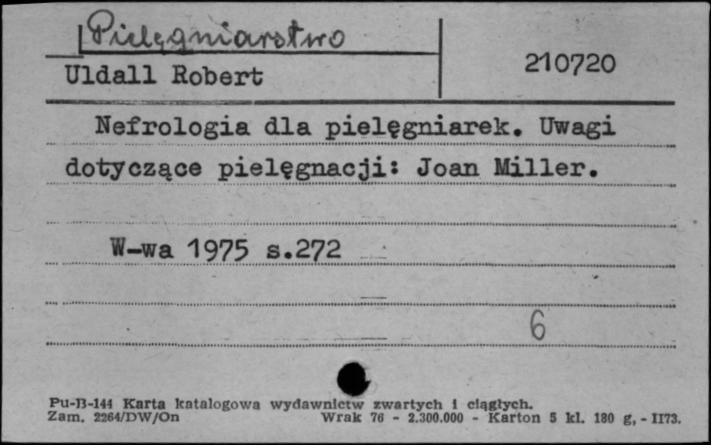 Pielęgniarstwo
Uldall Robert
210720
Nefrologia dla pielęgniarek. Uwagi
dotyczące pielęgnacji: Joan Miller.
W-wa 1975 s.272
6
Pu-B-144 Karta katalogowa wydawnictw zwartych i ciągłych.
Zam. 2264/DW/On Wrak 76 - 2.300.000 - Karton 5 kl. 180 g, - II73.